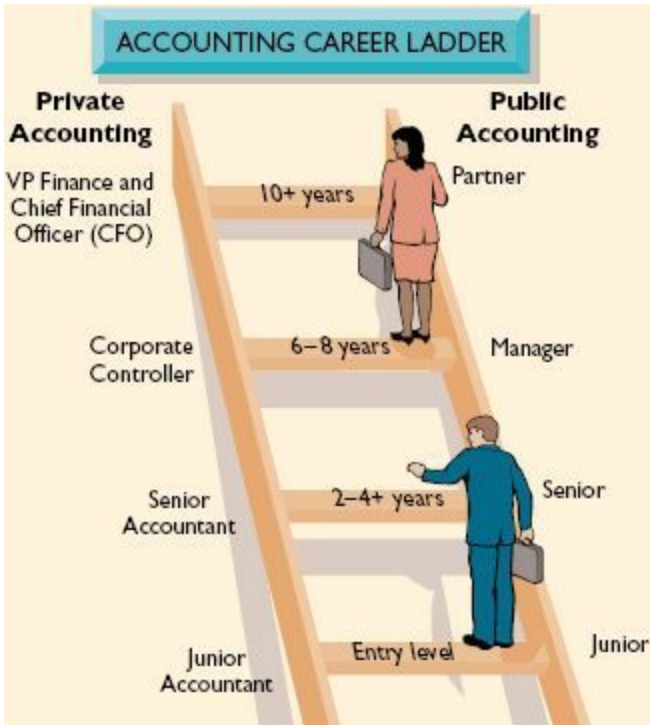 ACCOUNTING CAREER LADDER
Private
Accounting
Public
Accounting
VP Finance and
Chief Financial
Officer (CFO)
10+ years
Partner
Corporate
Controller
6–8 years
Manager
Senior
Accountant
2–4+ years
Senior
Junior
Accountant
Entry level
Junior